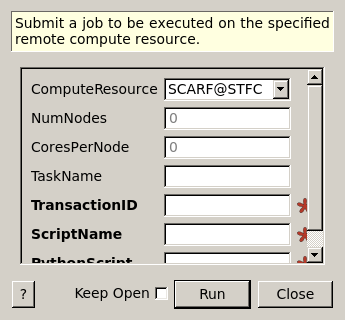 Submit a job to be executed on the specified
remote compute resource.
ComputeResource SCARF@STFC
NumNodes 0
CoresPerNode 0
TaskName
TransactionID
ScriptName
PythonScript
? Keep Open Run Close